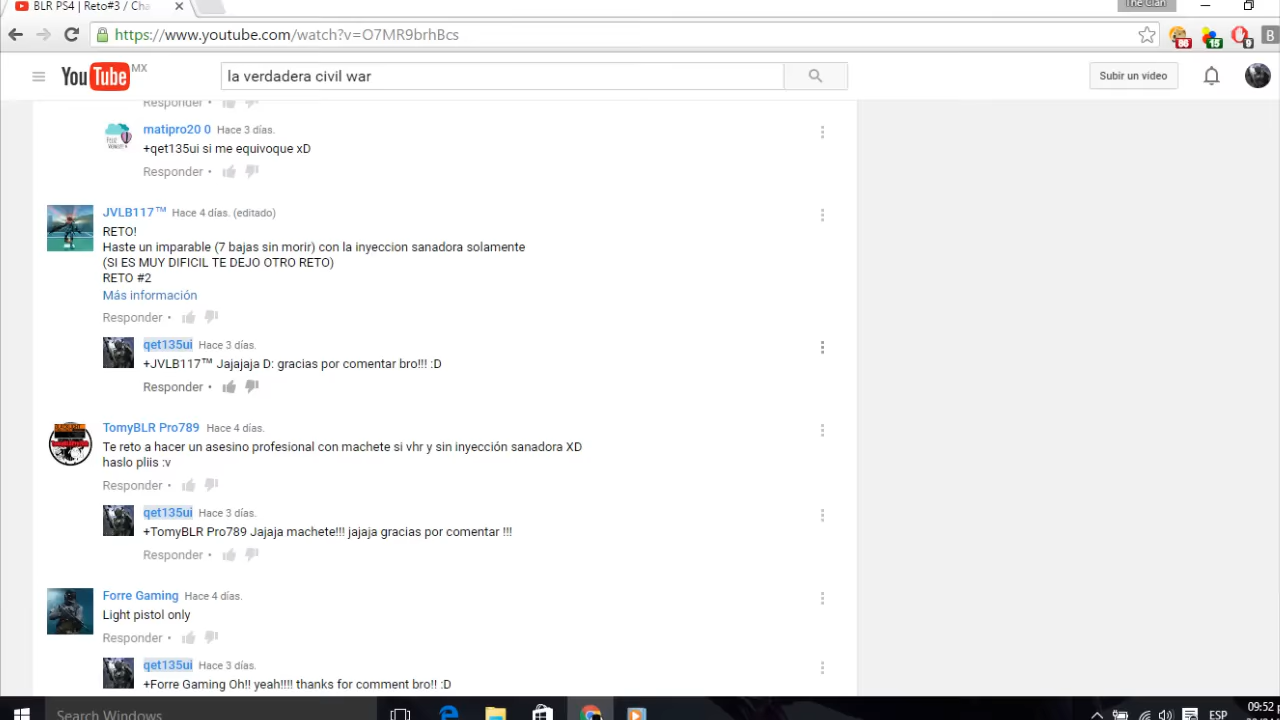 BLR PS4 | Reto#3 / Cha
The Clan
https://www.youtube.com/watch?v=O7MR9brhBcs
86
15
9
B
YouTube MX
la verdadera civil war
Subir un video
Responder •
matipro20 0 Hace 3 días.
+qet135ui si me equivoque xD
Responder •
JVLB117™ Hace 4 días. (editado)
RETO!
Haste un imparable (7 bajas sin morir) con la inyeccion sanadora solamente
(SI ES MUY DIFICIL TE DEJO OTRO RETO)
RETO #2
Más información
Responder •
qet135ui Hace 3 días.
+JVLB117™ Jajajaja D: gracias por comentar bro!!! :D
Responder •
TomyBLR Pro789 Hace 4 días.
Te reto a hacer un asesino profesional con machete si vhr y sin inyección sanadora XD
haslo pliis :v
Responder •
qet135ui Hace 3 días.
+TomyBLR Pro789 Jajaja machete!!! jajaja gracias por comentar !!!
Responder •
Forre Gaming Hace 4 días.
Light pistol only
Responder •
qet135ui Hace 3 días.
+Forre Gaming Oh!! yeah!!!! thanks for comment bro!! :D
Search Windows
ESP
09:52